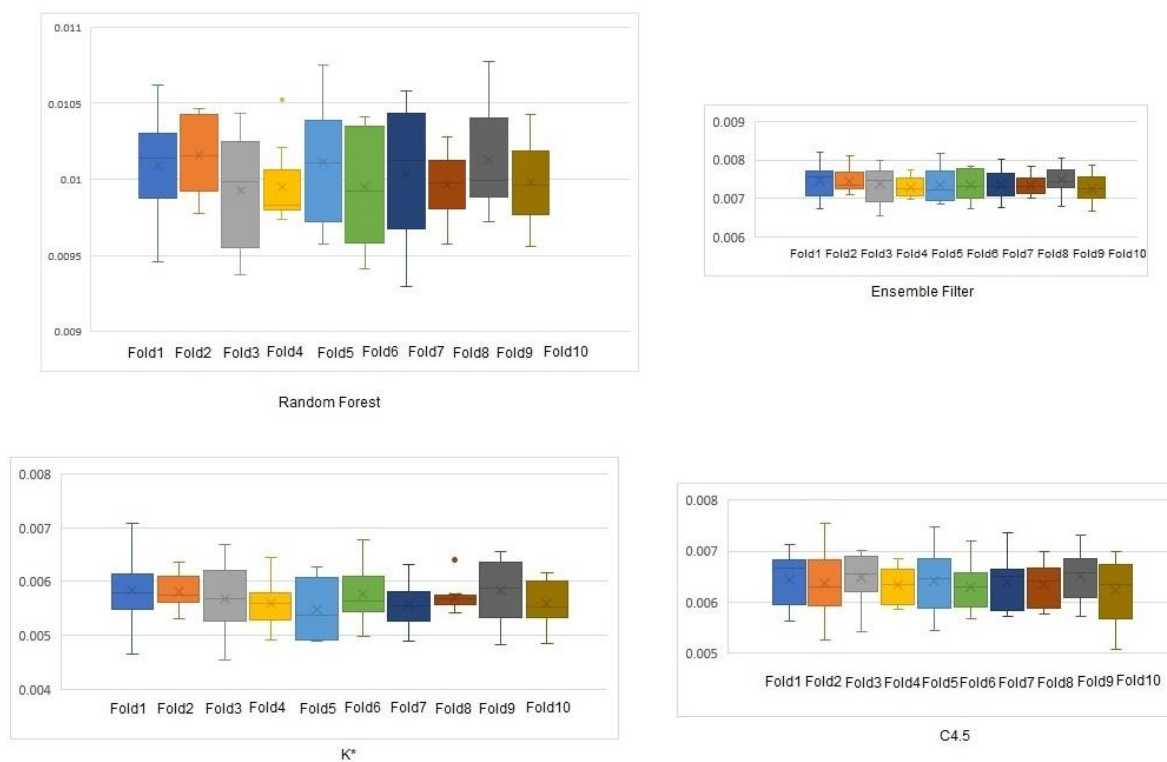 0.011
0.0105
0.01
0.0095
0.009
Fold1 Fold2 Fold3 Fold4 Fold5 Fold6 Fold7 Fold8 Fold9 Fold10
Random Forest
0.009
0.008
0.007
0.006
Fold1 Fold2 Fold3 Fold4 Fold5 Fold6 Fold7 Fold8 Fold9 Fold10
Ensemble Filter
0.008
0.007
0.006
0.005
0.004
Fold1 Fold2 Fold3 Fold4 Fold5 Fold6 Fold7 Fold8 Fold9 Fold10
K*
0.008
0.007
0.006
0.005
Fold1 Fold2 Fold3 Fold4 Fold5 Fold6 Fold7 Fold8 Fold9 Fold10
C4.5